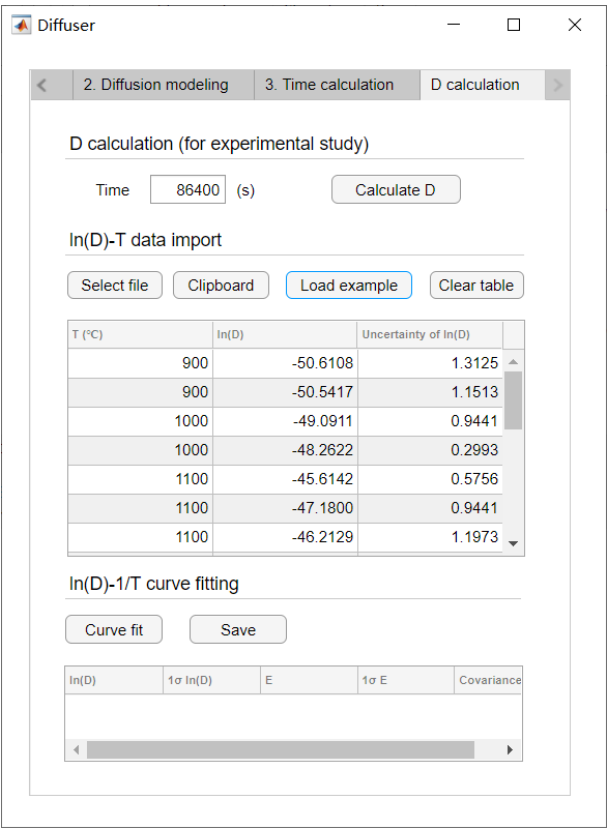 Diffuser
2. Diffusion modeling 3. Time calculation D calculation
D calculation (for experimental study)
Time 86400 (s) Calculate D
ln(D)-T data import
Select file Clipboard Load example Clear table
T (°C) ln(D) Uncertainty of ln(D)
900 -50.6108 1.3125
900 -50.5417 1.1513
1000 -49.0911 0.9441
1000 -48.2622 0.2993
1100 -45.6142 0.5756
1100 -47.1800 0.9441
1100 -46.2129 1.1973
ln(D)-1/T curve fitting
Curve fit Save
ln(D) 1σ ln(D) E 1σ E Covariance